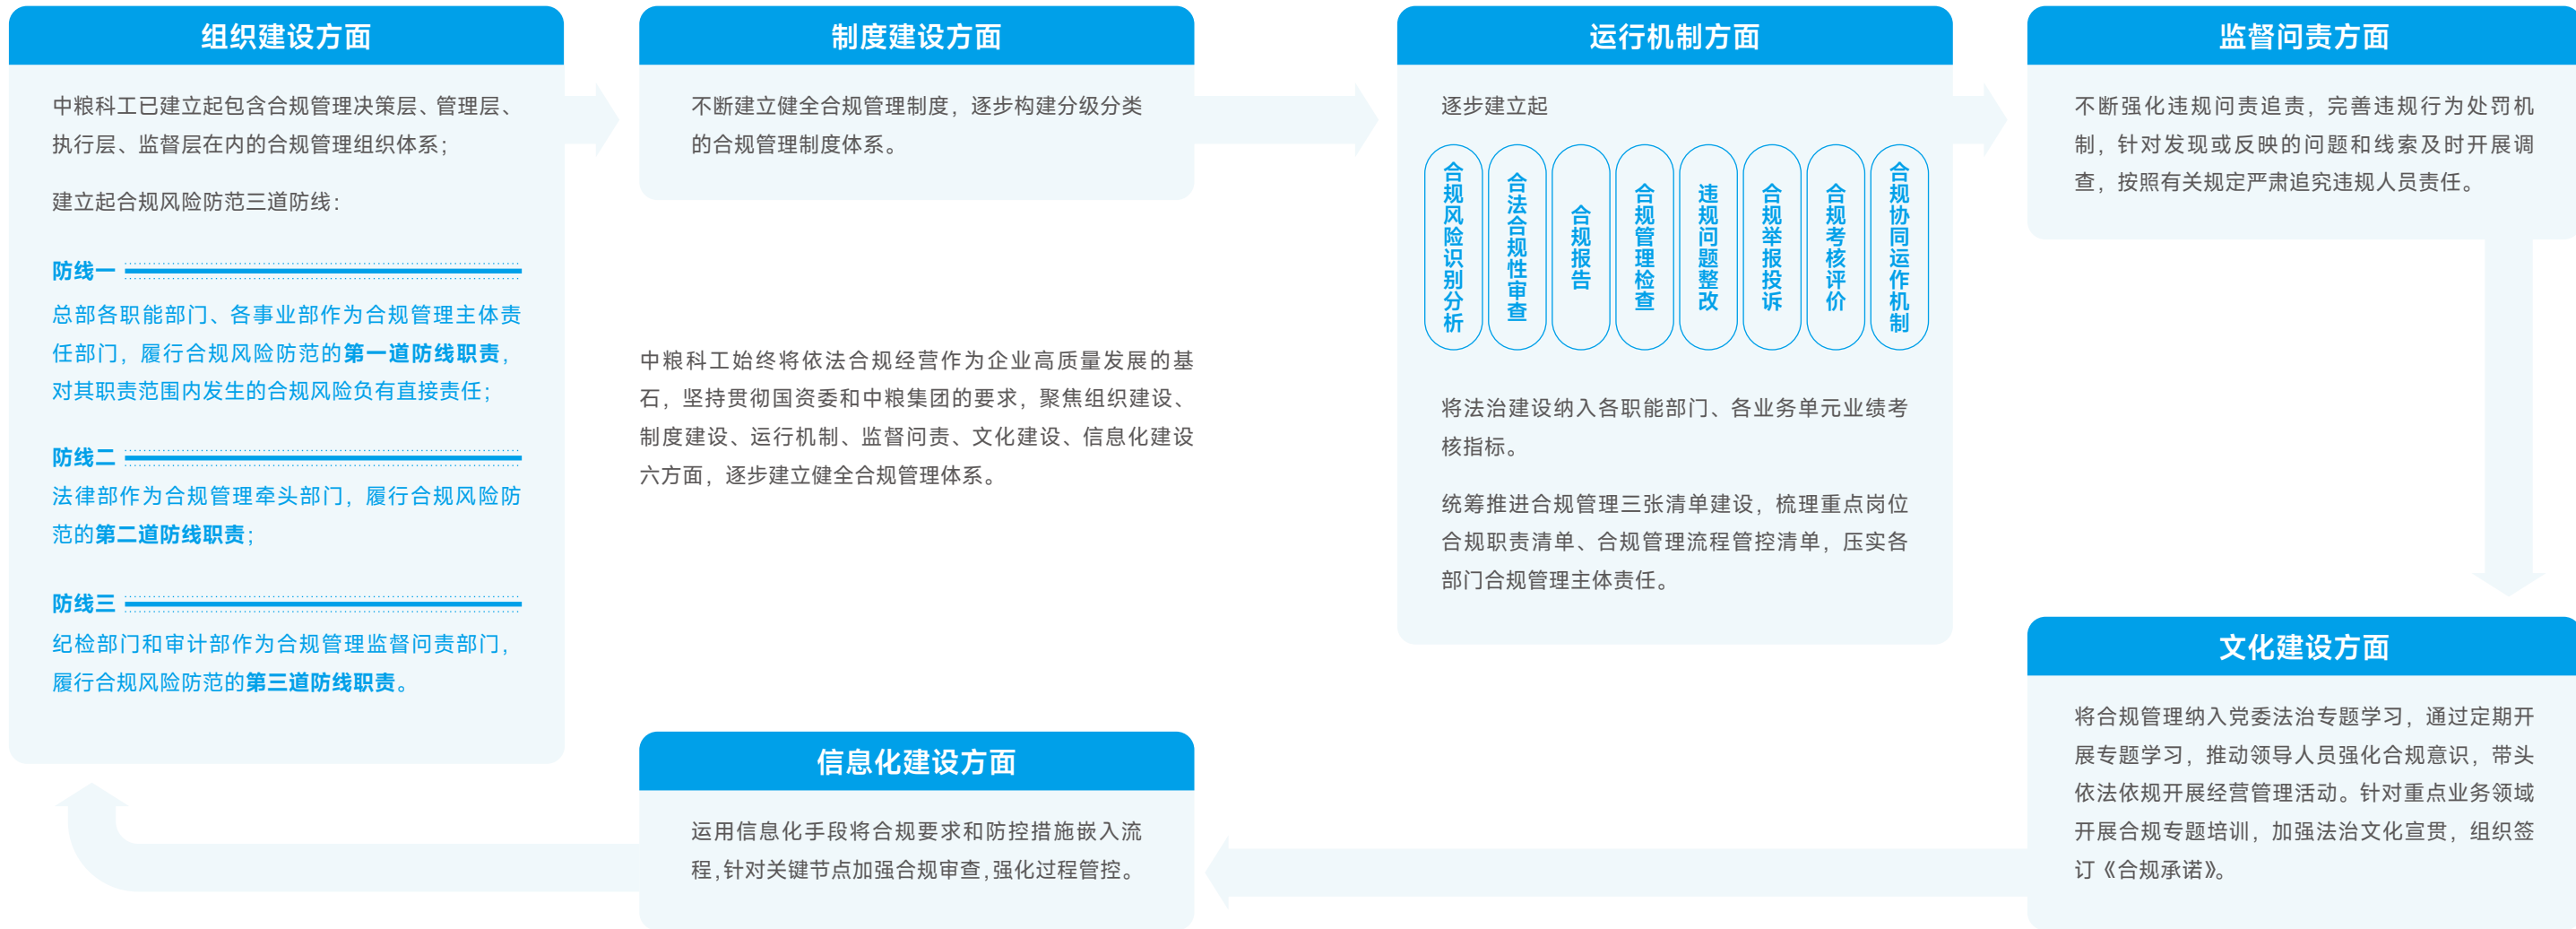 组织建设方面
中粮科工已建立起包含合规管理决策层、管理层、
执行层、监督层在内的合规管理组织体系；
建立起合规风险防范三道防线：
防线一
总部各职能部门、各事业部作为合规管理主体责
任部门，履行合规风险防范的第一道防线职责，
对其职责范围内发生的合规风险负有直接责任；
防线二
法律部作为合规管理牵头部门，履行合规风险防
范的第二道防线职责；
防线三
纪检部门和审计部作为合规管理监督问责部门，
履行合规风险防范的第三道防线职责。
制度建设方面
不断建立健全合规管理制度，逐步构建分级分类
的合规管理制度体系。
中粮科工始终将依法合规经营作为企业高质量发展的基
石，坚持贯彻国资委和中粮集团的要求，聚焦组织建设、
制度建设、运行机制、监督问责、文化建设、信息化建设
六方面，逐步建立健全合规管理体系。
运行机制方面
逐步建立起
合规风险识别分析
合法合规性审查
合规报告
合规管理检查
违规问题整改
合规举报投诉
合规考核评价
合规协同运作机制
将法治建设纳入各职能部门、各业务单元业绩考
核指标。
统筹推进合规管理三张清单建设，梳理重点岗位
合规职责清单、合规管理流程管控清单，压实各
部门合规管理主体责任。
监督问责方面
不断强化违规问责追责，完善违规行为处罚机
制，针对发现或反映的问题和线索及时开展调
查，按照有关规定严肃追究违规人员责任。
文化建设方面
将合规管理纳入党委法治专题学习，通过定期开
展专题学习，推动领导人员强化合规意识，带头
依法依规开展经营管理活动。针对重点业务领域
开展合规专题培训，加强法治文化宣贯，组织签
订《合规承诺》。
信息化建设方面
运用信息化手段将合规要求和防控措施嵌入流
程，针对关键节点加强合规审查，强化过程管控。